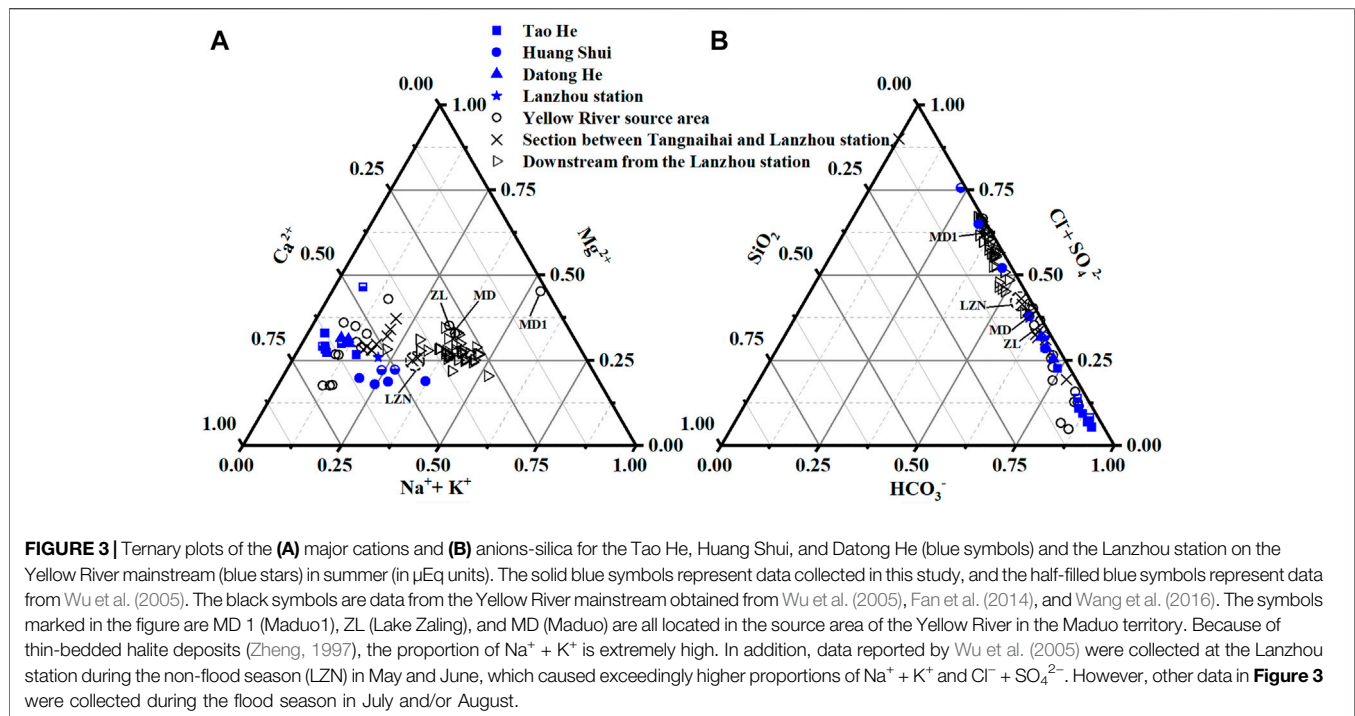 A
B
Tao He
Huang Shui
Datong He
Lanzhou station
Yellow River source area
Section between Tangnaihai and Lanzhou station
Downstream from the Lanzhou station
0.00
1.00
0.25
0.75
Ca²⁺
Mg²⁺
0.50
0.50
ZL
MD
MD1
0.75
0.25
LZN
1.00
0.00
0.00
0.25
0.50
0.75
1.00
Na⁺+ K⁺
0.00
1.00
0.25
0.75
MD1
SiO₂
Cl⁻+ SO₄²⁻
0.50
0.50
LZN
MD
ZL
0.75
0.25
1.00
0.00
0.00
0.25
0.50
0.75
1.00
HCO₃⁻
FIGURE 3 | Ternary plots of the (A) major cations and (B) anions-silica for the Tao He, Huang Shui, and Datong He (blue symbols) and the Lanzhou station on the
Yellow River mainstream (blue stars) in summer (in μEq units). The solid blue symbols represent data collected in this study, and the half-filled blue symbols represent data
from Wu et al. (2005). The black symbols are data from the Yellow River mainstream obtained from Wu et al. (2005), Fan et al. (2014), and Wang et al. (2016). The symbols
marked in the figure are MD 1 (Maduo1), ZL (Lake Zaling), and MD (Maduo) are all located in the source area of the Yellow River in the Maduo territory. Because of
thin-bedded halite deposits (Zheng, 1997), the proportion of Na⁺ + K⁺ is extremely high. In addition, data reported by Wu et al. (2005) were collected at the Lanzhou
station during the non-flood season (LZN) in May and June, which caused exceedingly higher proportions of Na⁺ + K⁺ and Cl⁻ + SO₄²⁻. However, other data in Figure 3
were collected during the flood season in July and/or August.